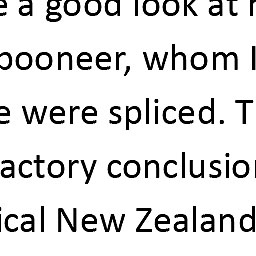 e a good look at
pooneer, whom I
e were spliced. T
actory conclusion
ical New Zealand